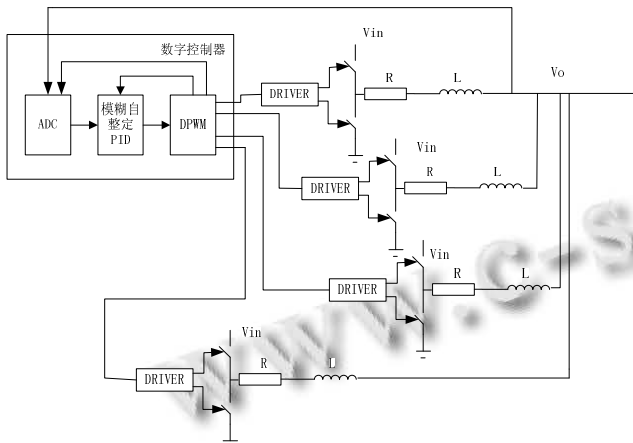 Vin
数字控制器
R
L
Vo
DRIVER
ADC
模糊自
整定
PID
DPWM
Vin
R
L
DRIVER
Vin
R
L
DRIVER
Vin
R
L
DRIVER
www.c-s